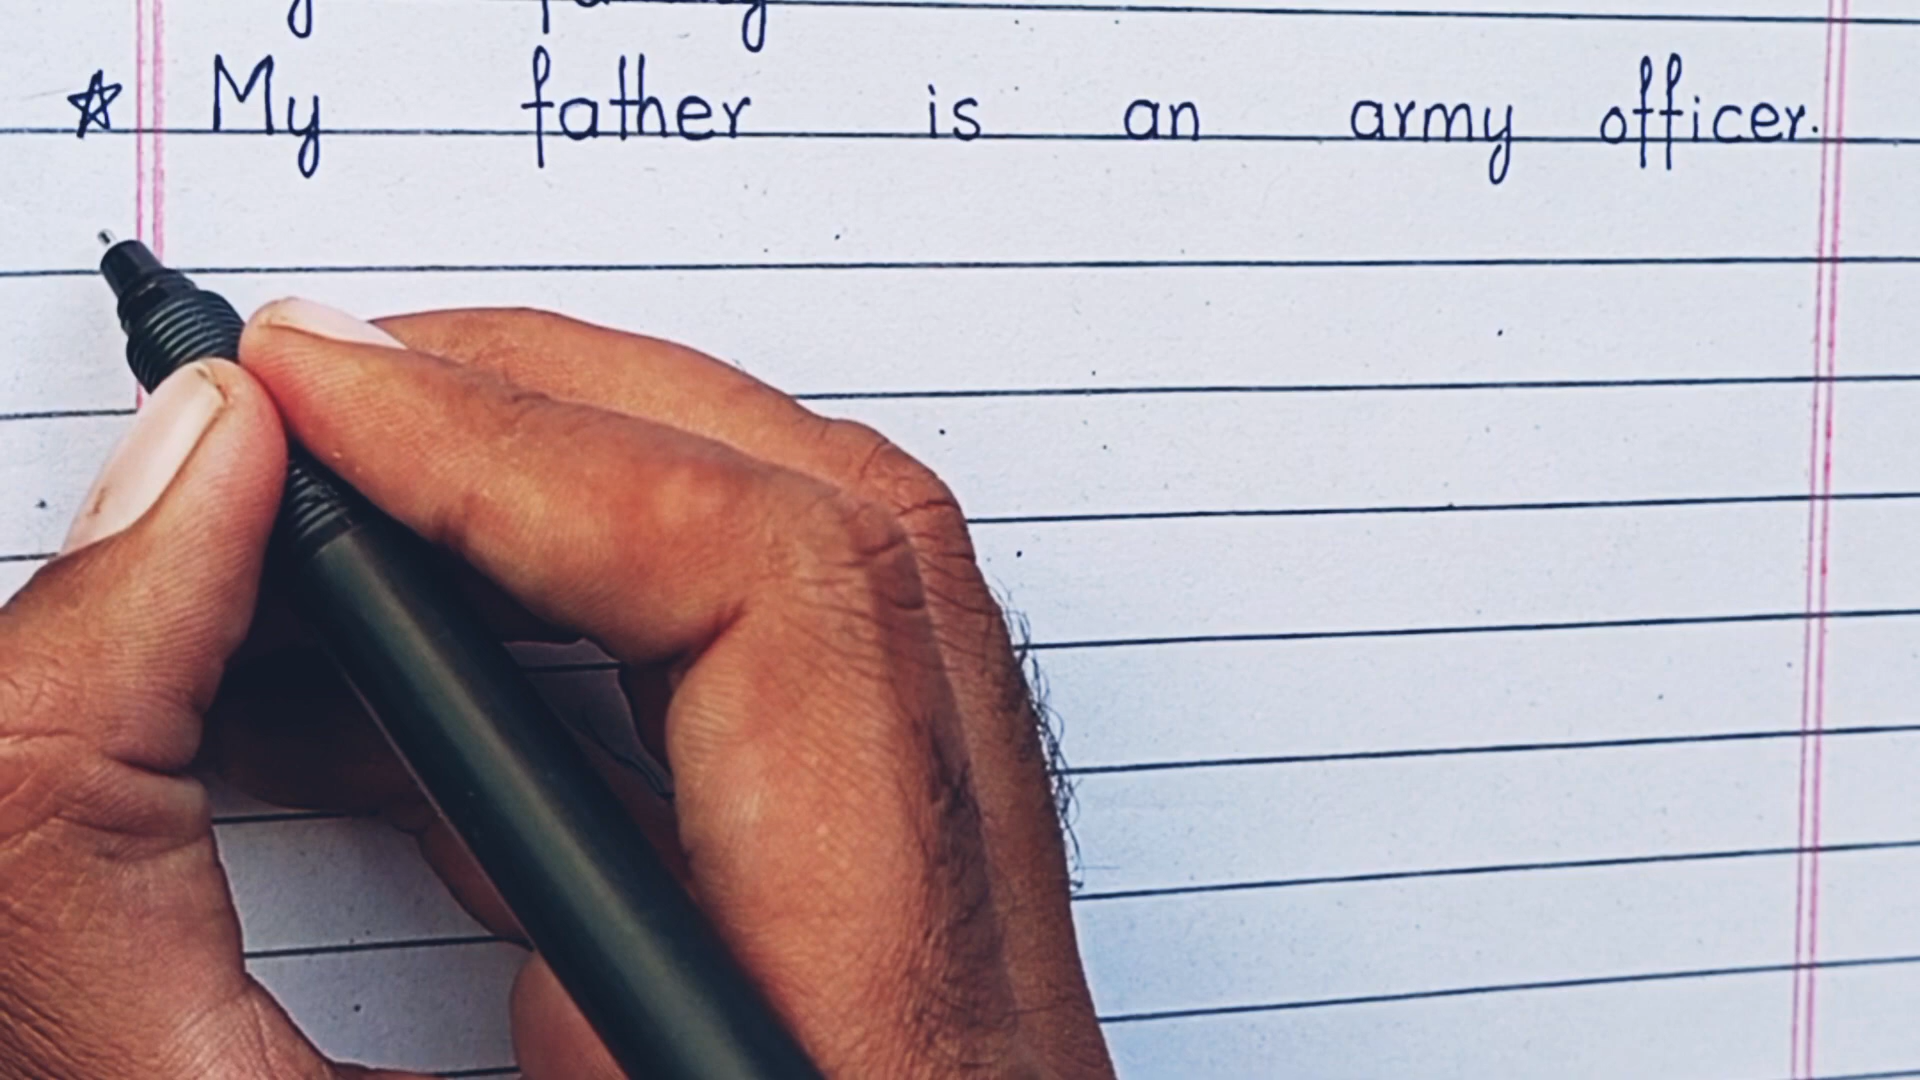 ☆ My father is an army officer.